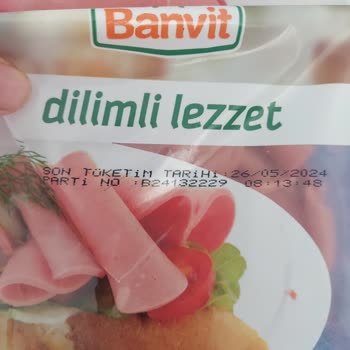 Banvit
dilimli lezzet
SON TÜKETİM TARİHİ:26/05/2024
PARTİ NO :B24132229 08:13:48